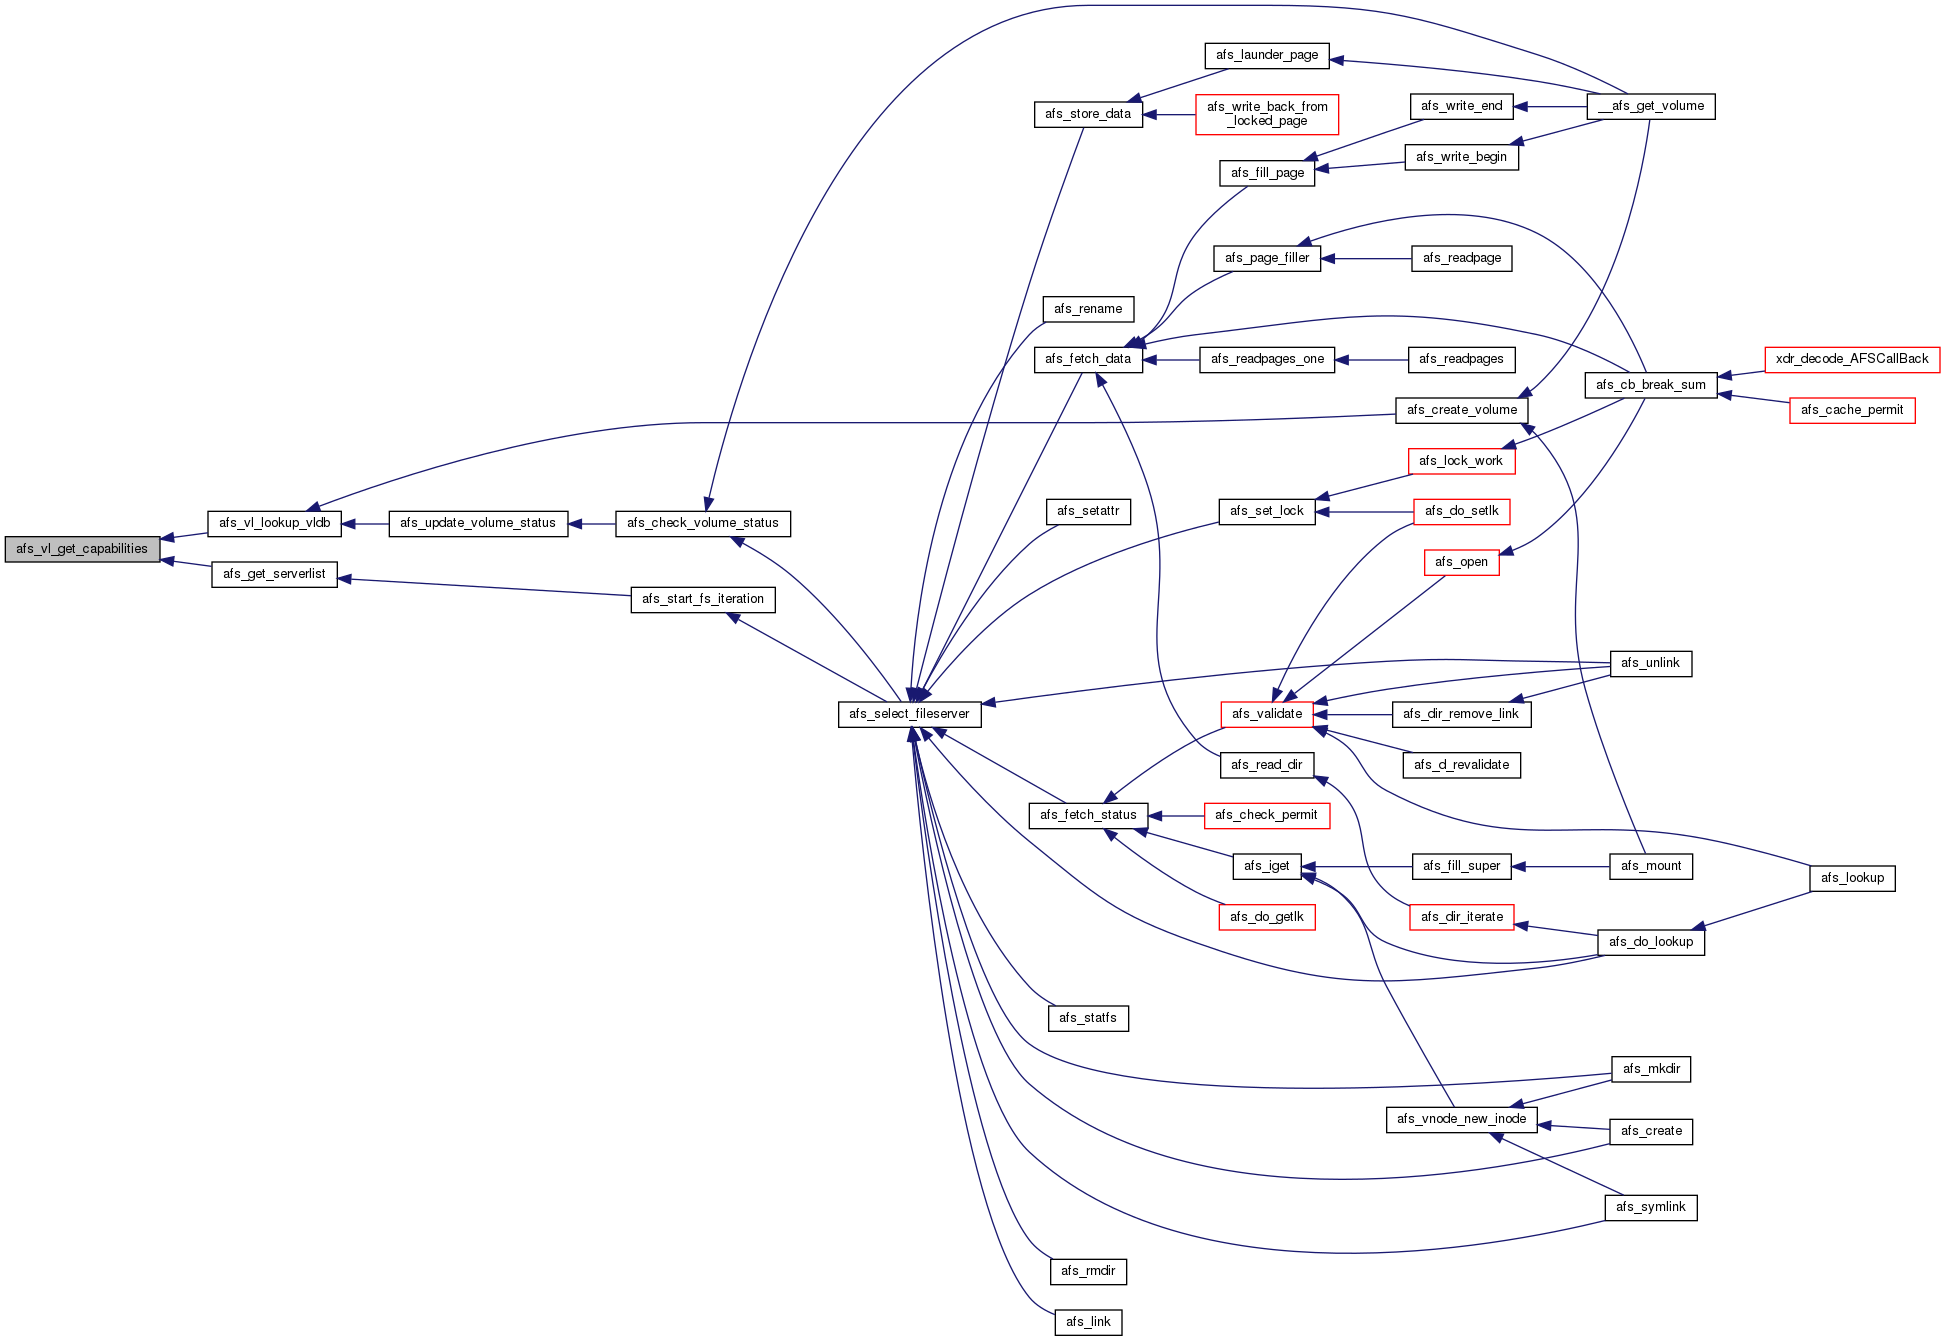 afs_launder_page
afs_write_back_from
_locked_page
afs_store_data
afs_write_end
__afs_get_volume
afs_write_begin
afs_fill_page
afs_page_filler
afs_readpage
afs_rename
afs_fetch_data
afs_readpages_one
afs_readpages
xdr_decode_AFSCallBack
afs_cb_break_sum
afs_cache_permit
afs_create_volume
afs_lock_work
afs_setattr
afs_set_lock
afs_do_setlk
afs_vl_lookup_vldb
afs_update_volume_status
afs_check_volume_status
afs_vl_get_capabilities
afs_open
afs_get_serverlist
afs_start_fs_iteration
afs_unlink
afs_select_fileserver
afs_validate
afs_dir_remove_link
afs_read_dir
afs_d_revalidate
afs_fetch_status
afs_check_permit
afs_iget
afs_fill_super
afs_mount
afs_lookup
afs_do_getlk
afs_dir_iterate
afs_do_lookup
afs_statfs
afs_mkdir
afs_vnode_new_inode
afs_create
afs_symlink
afs_rmdir
afs_link